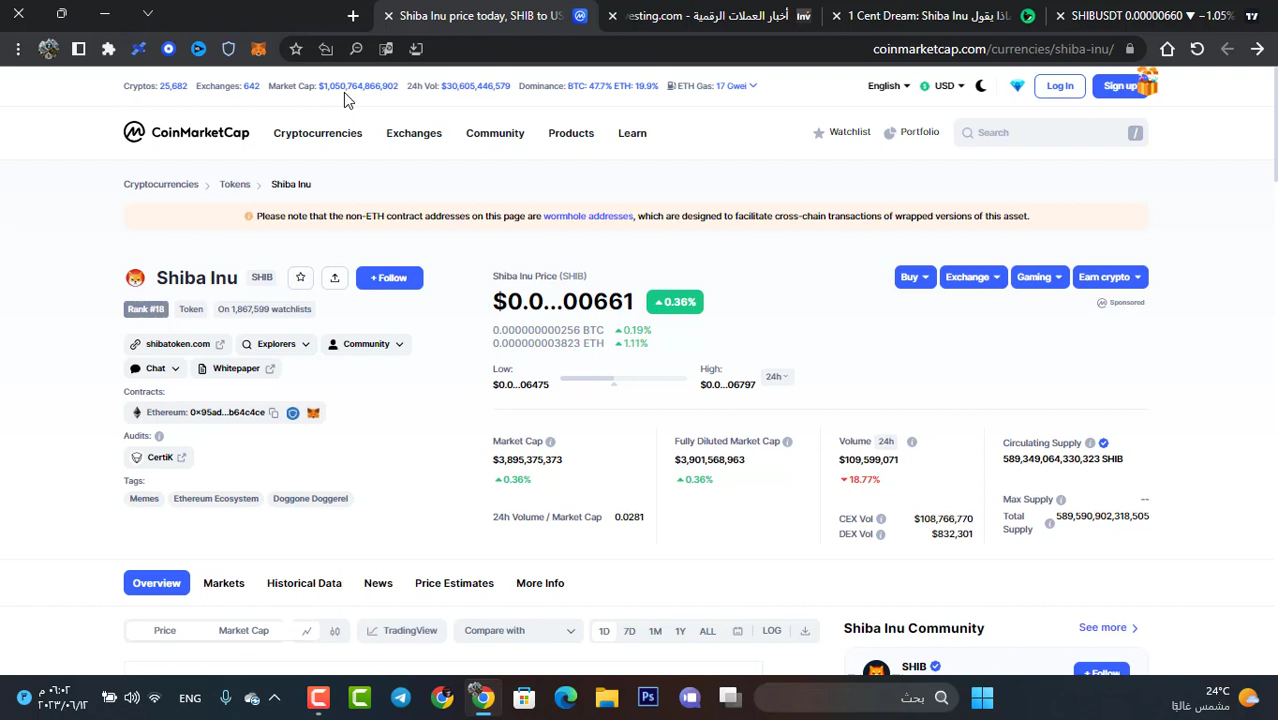 Shiba Inu price today, SHIB to US
investing.com - أخبار العملات الرقمية
1 Cent Dream: Shiba Inu ماذا يقول
SHIBUSDT 0.00000660 ▼ −1.05%
coinmarketcap.com/currencies/shiba-inu/
Cryptos: 25,682 Exchanges: 642 Market Cap: $1,050,764,866,902 24h Vol: $30,605,446,579 Dominance: BTC: 47.7% ETH: 19.9% ETH Gas: 17 Gwei
English USD Log In Sign up
CoinMarketCap Cryptocurrencies Exchanges Community Products Learn Watchlist Portfolio Search /
Cryptocurrencies > Tokens > Shiba Inu
Please note that the non-ETH contract addresses on this page are wormhole addresses, which are designed to facilitate cross-chain transactions of wrapped versions of this asset.
Shiba Inu SHIB + Follow
Rank #18 Token On 1,867,599 watchlists
shibatoken.com Explorers Community
Chat Whitepaper
Contracts:
Ethereum: 0x95ad...b64c4ce
Audits:
CertiK
Tags:
Memes Ethereum Ecosystem Doggone Doggerel
Shiba Inu Price (SHIB)
$0.0...00661 0.36%
0.000000000256 BTC 0.19%
0.000000003823 ETH 1.11%
Low: High:
$0.0...06475 $0.0...06797 24h
Buy Exchange Gaming Earn crypto
Sponsored
Market Cap
$3,895,375,373
0.36%
24h Volume / Market Cap 0.0281
Fully Diluted Market Cap
$3,901,568,963
0.36%
Volume 24h
$109,599,071
18.77%
CEX Vol $108,766,770
DEX Vol $832,301
Circulating Supply
589,349,064,330,323 SHIB
Max Supply --
Total Supply 589,590,902,318,505
Overview Markets Historical Data News Price Estimates More Info
Price Market Cap TradingView Compare with 1D 7D 1M 1Y ALL LOG
Shiba Inu Community See more
SHIB + Follow
٠٦:٠٢ م
٢٠٢٣/٠٦/١٢
ENG
بحث
24°C
مشمس غالبًا